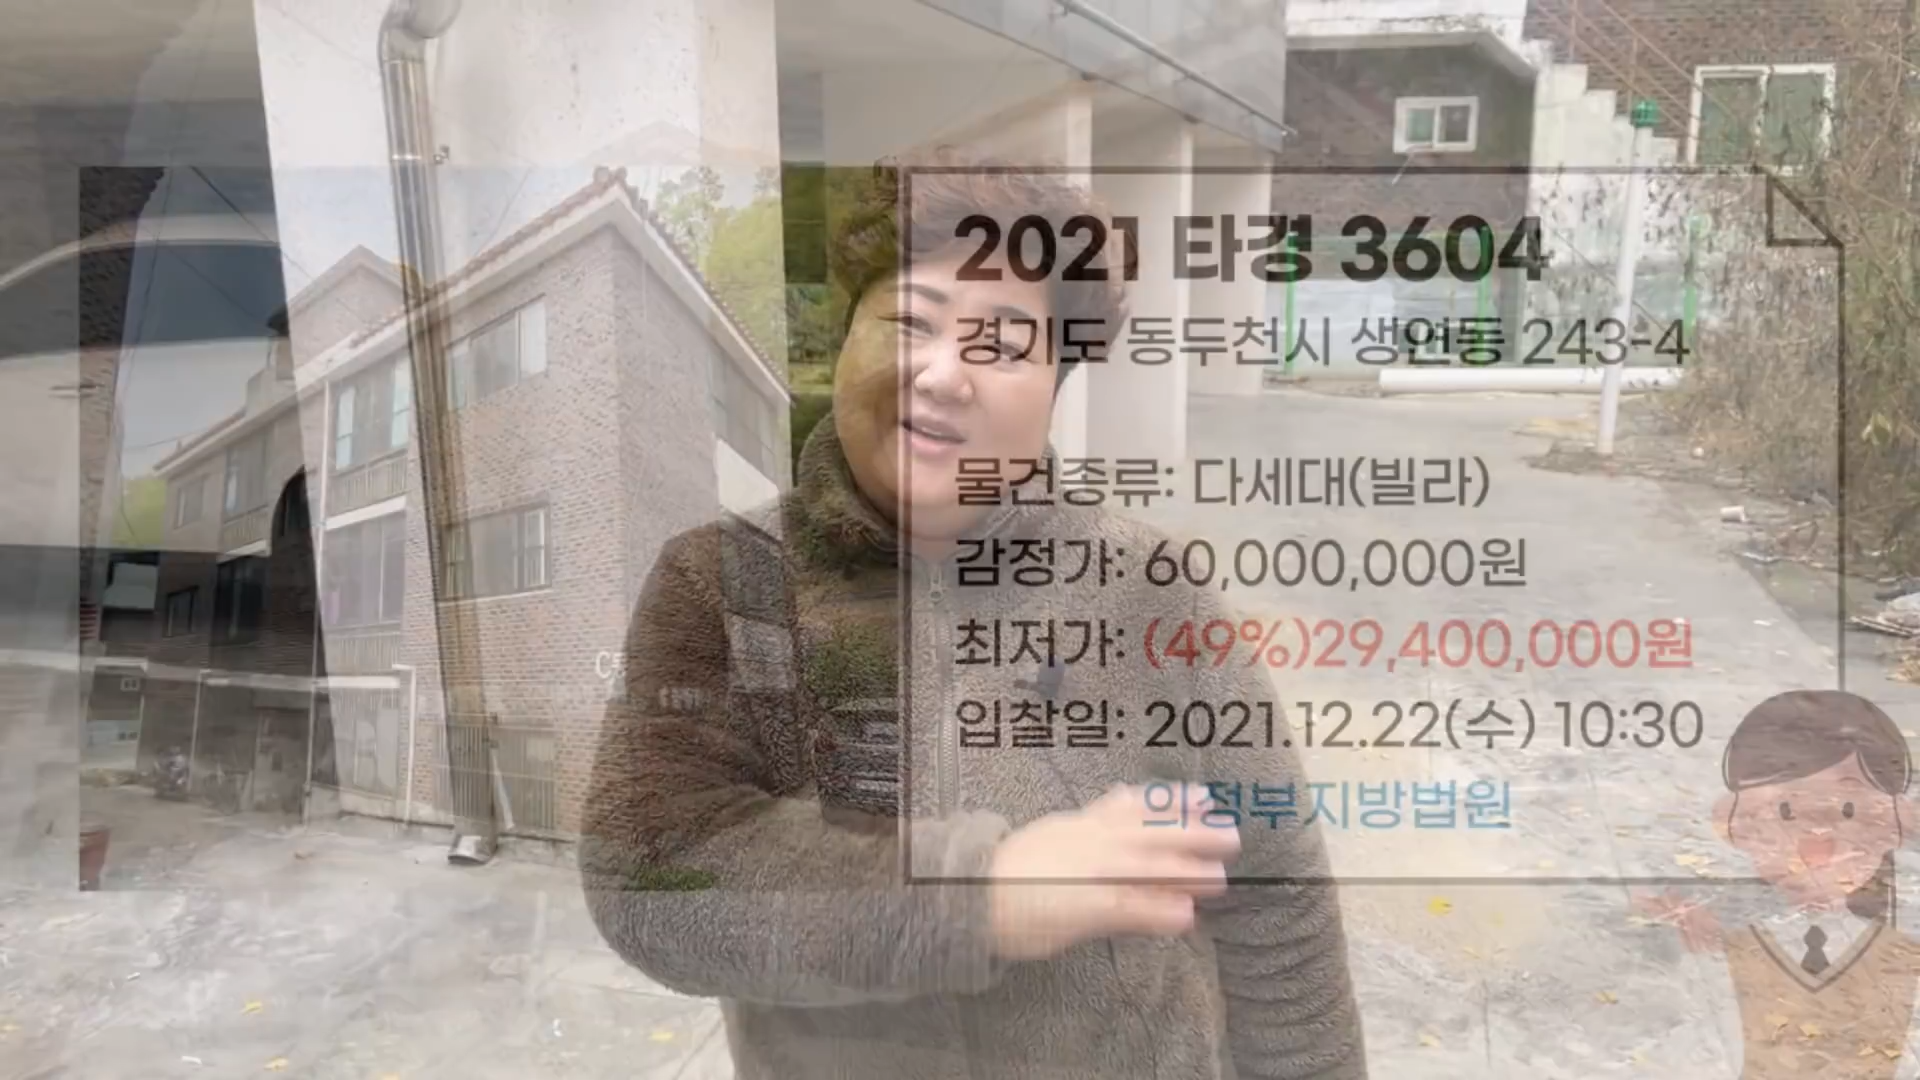 2021 타경 3604
경기도 동두천시 생연동 243-4
물건종류: 다세대(빌라)
감정가: 60,000,000원
최저가: (49%)29,400,000원
입찰일: 2021.12.22(수) 10:30
의정부지방법원